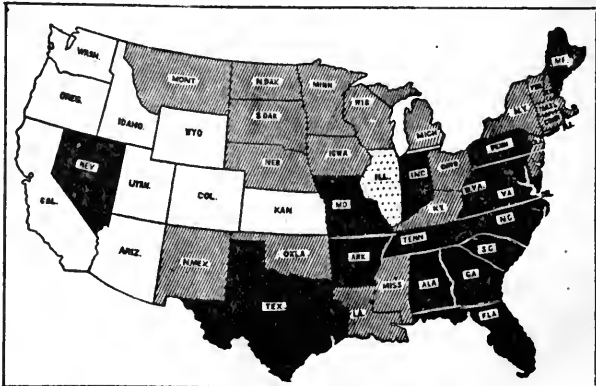 WASH.
MONT
N.DAK
MINN
ME.
OREG.
IDAHO.
S.DAK
WIS
WYO
MICH
N.Y.
NEB
IOWA
PENN
NEV
UTAH.
COL.
KAN
MO
ILL.
IND
OHIO
W.VA.
VA
CAL.
KY.
N.C
TENN
ARIZ.
N.MEX.
OKLA
ARK
S.C
MISS
ALA
GA
TEX.
LA.
FLA